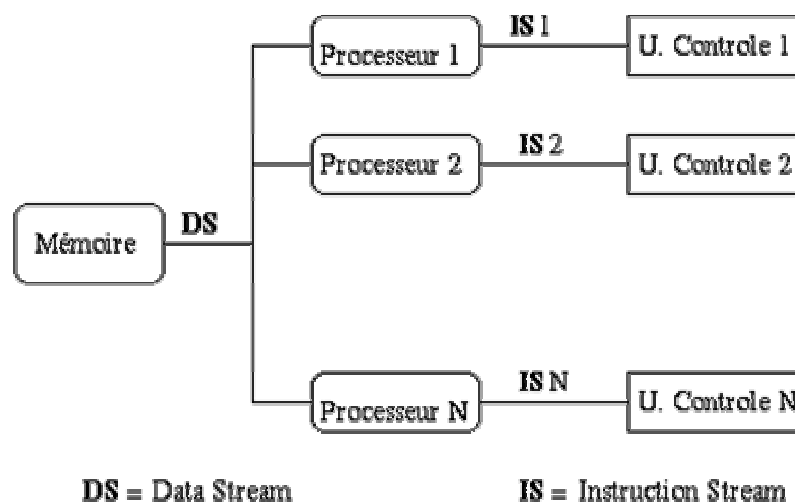 IS 1
Processeur 1
U. Controle 1
IS 2
Processeur 2
U. Controle 2
DS
Mémoire
IS N
Processeur N
U. Controle N
DS = Data Stream
IS = Instruction Stream